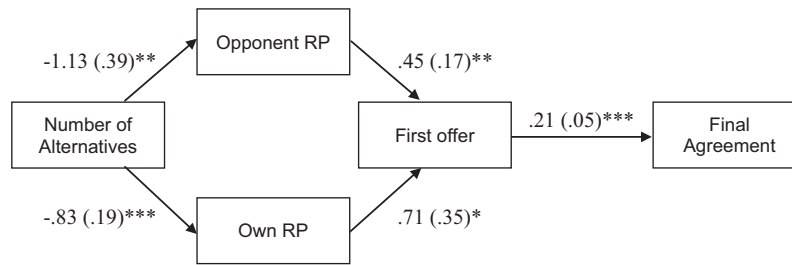 Opponent RP
-1.13 (.39)**
.45 (.17)**
Number of
Alternatives
First offer
.21 (.05)***
Final
Agreement
-.83 (.19)***
Own RP
.71 (.35)*